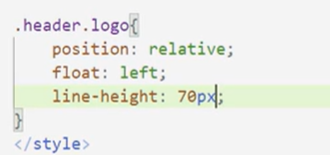 .header.logo{
position: relative;
float: left;
line-height: 70px;
}
</style>